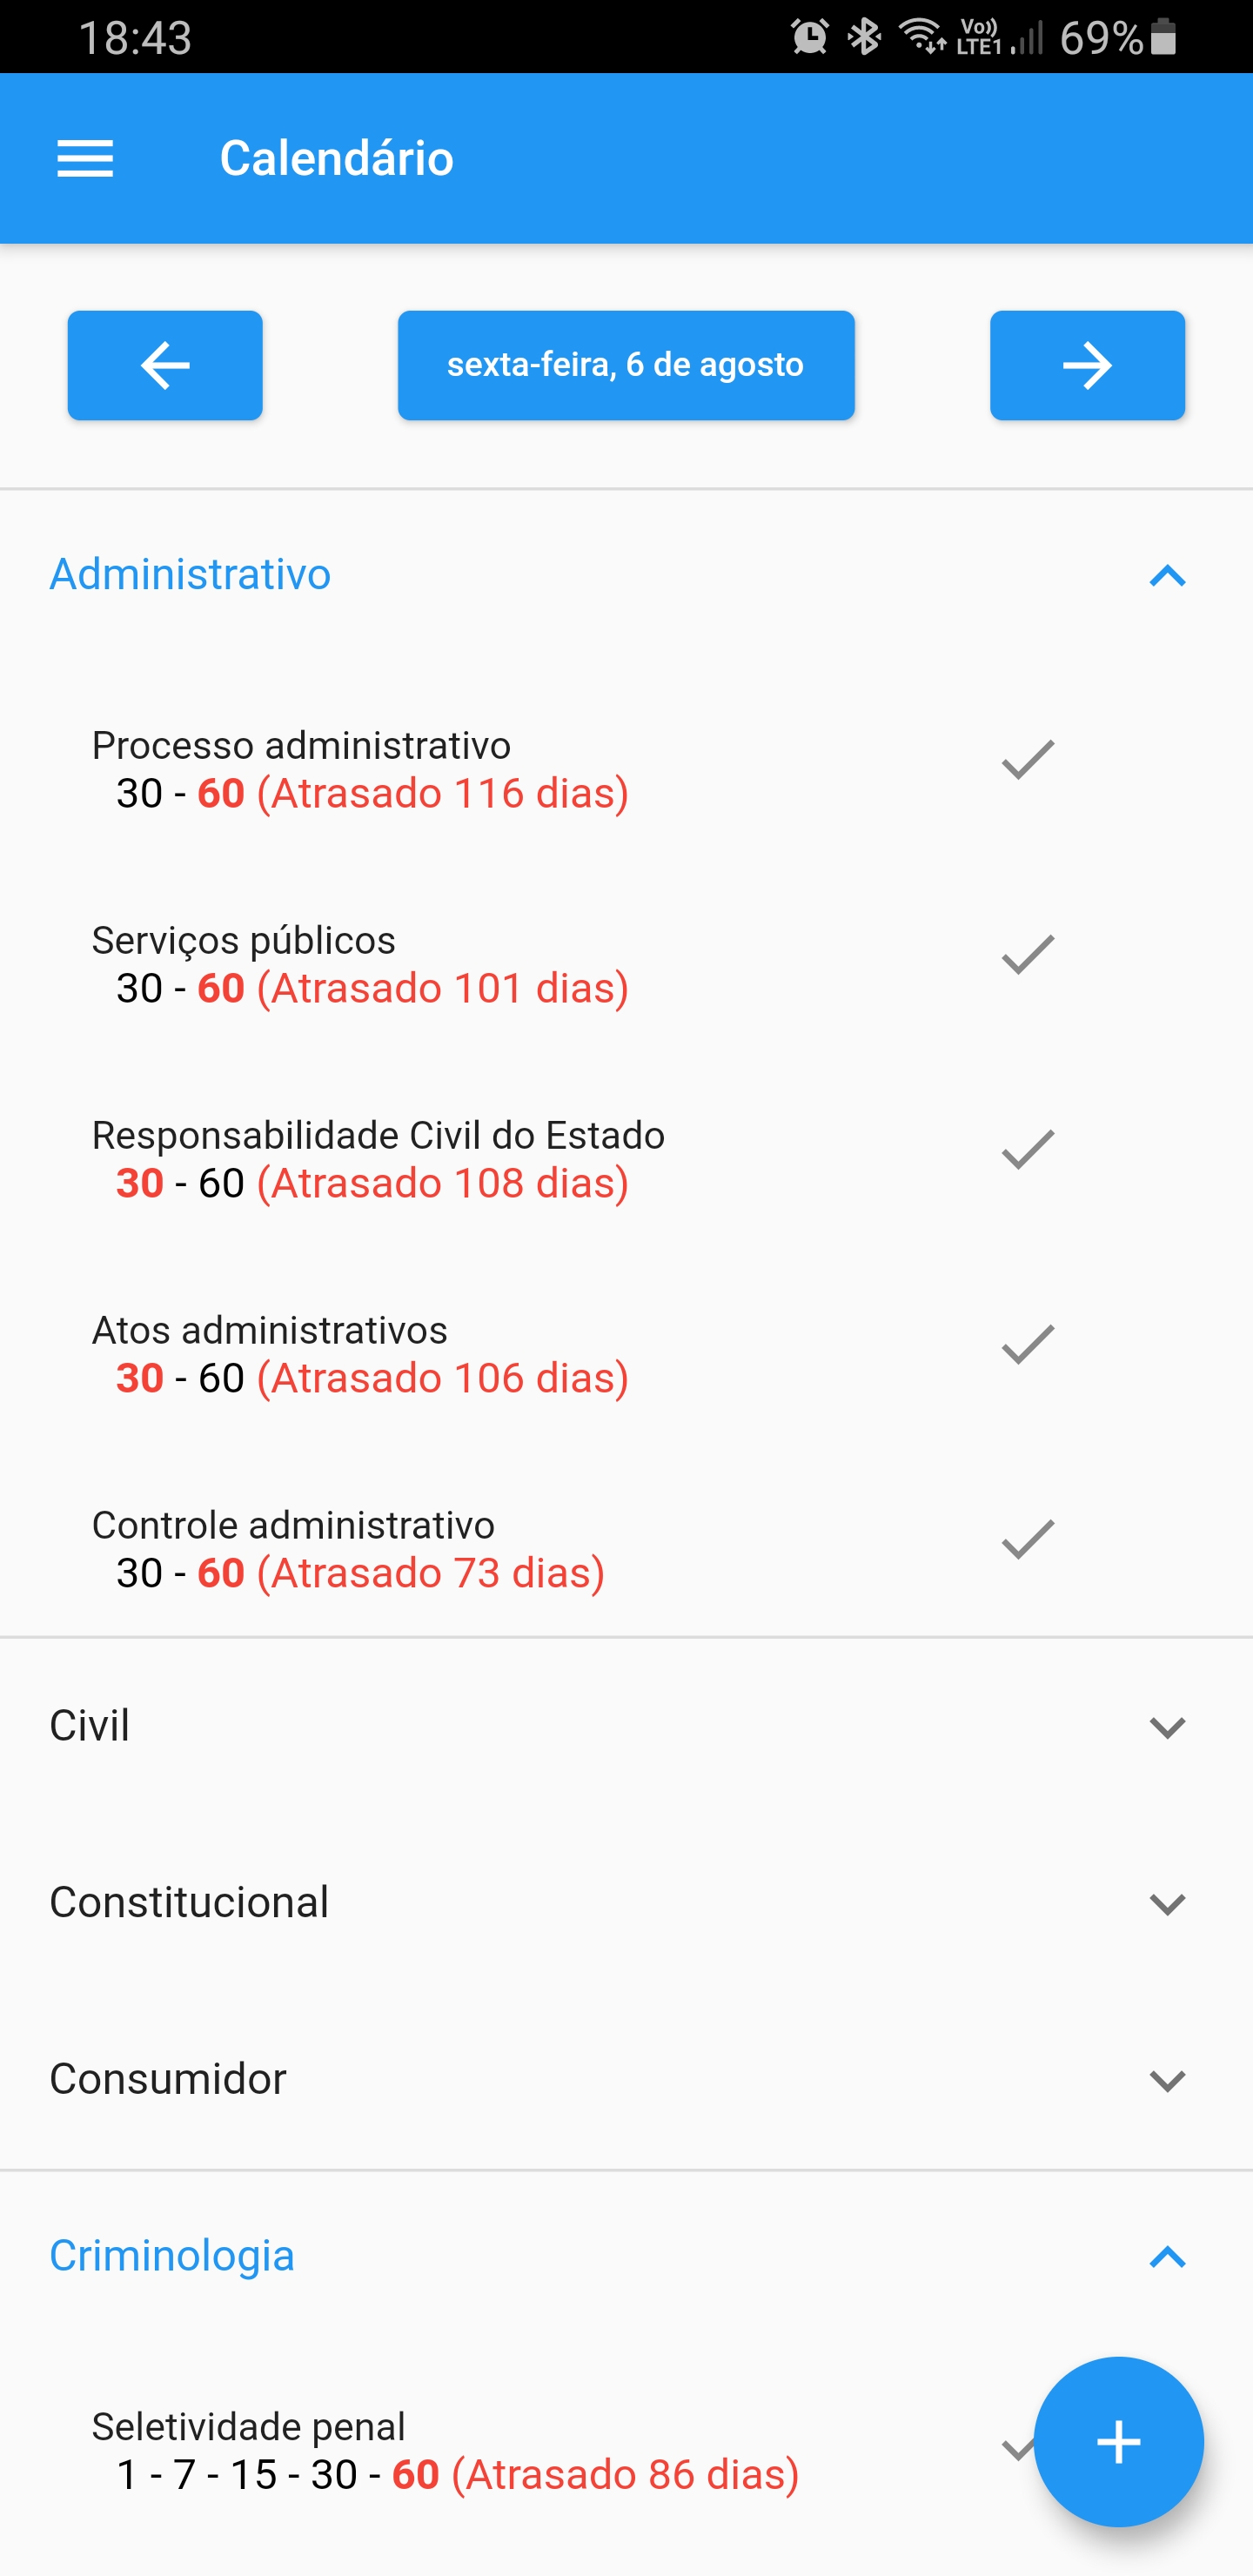 18:43
Vo)) LTE1 69%
Calendário
sexta-feira, 6 de agosto
Administrativo
Processo administrativo
30 - 60 (Atrasado 116 dias)
Serviços públicos
30 - 60 (Atrasado 101 dias)
Responsabilidade Civil do Estado
30 - 60 (Atrasado 108 dias)
Atos administrativos
30 - 60 (Atrasado 106 dias)
Controle administrativo
30 - 60 (Atrasado 73 dias)
Civil
Constitucional
Consumidor
Criminologia
Seletividade penal
1 - 7 - 15 - 30 - 60 (Atrasado 86 dias)